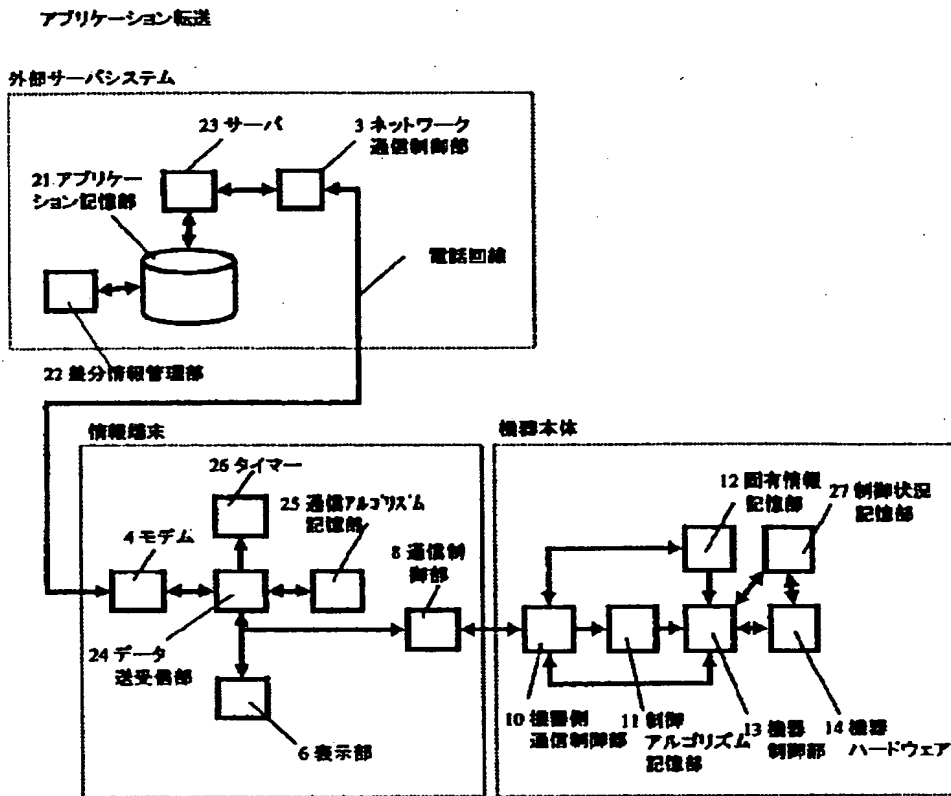 アプリケーション転送
外部サーバシステム
23 サーバ
3 ネットワーク
通信制御部
21 アプリケー
ション記憶部
電話回線
22 差分情報管理部
情報端末
機器本体
26 タイマー
25 通信アルゴリズム
記憶部
12 固有情報
記憶部
27 制御状況
記憶部
4 モデム
8 通信制
御部
24 データ
送受信部
6 表示部
10 機器側
通信制御部
11 制御
アルゴリズム
記憶部
13 機器
制御部
14 機器
ハードウェア